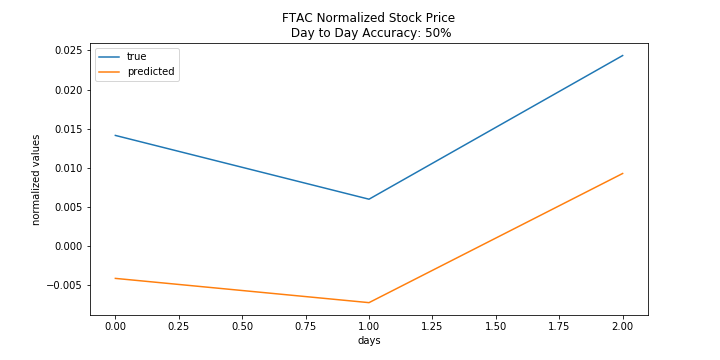 FTAC Normalized Stock Price
Day to Day Accuracy: 50%
true
predicted
normalized values
0.025
0.020
0.015
0.010
0.005
0.000
−0.005
0.00 0.25 0.50 0.75 1.00 1.25 1.50 1.75 2.00
days